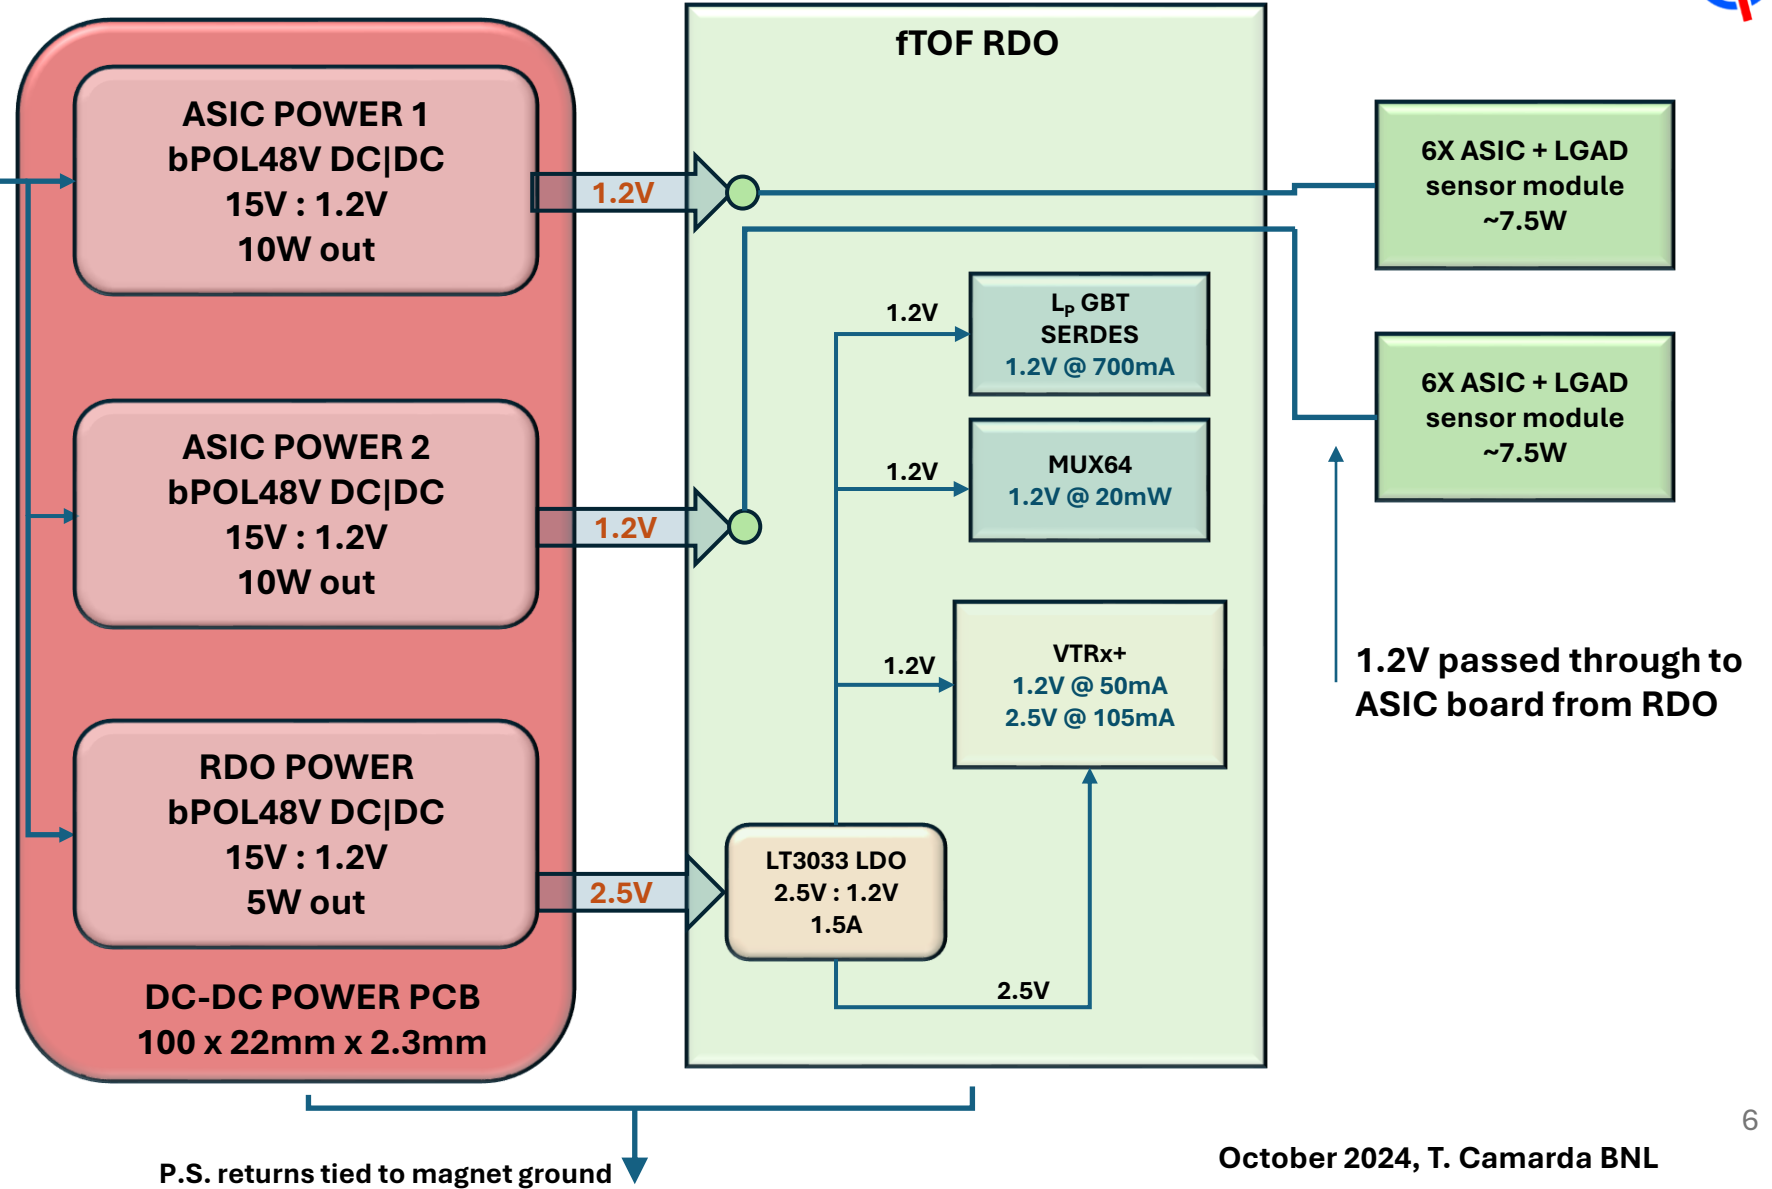 ASIC POWER 1
bPOL48V DC|DC
15V : 1.2V
10W out
ASIC POWER 2
bPOL48V DC|DC
15V : 1.2V
10W out
RDO POWER
bPOL48V DC|DC
15V : 1.2V
5W out
DC-DC POWER PCB
100 x 22mm x 2.3mm
1.2V
1.2V
2.5V
fTOF RDO
1.2V
LP GBT
SERDES
1.2V @ 700mA
1.2V
MUX64
1.2V @ 20mW
1.2V
VTRx+
1.2V @ 50mA
2.5V @ 105mA
LT3033 LDO
2.5V : 1.2V
1.5A
2.5V
6X ASIC + LGAD
sensor module
~7.5W
6X ASIC + LGAD
sensor module
~7.5W
1.2V passed through to
ASIC board from RDO
P.S. returns tied to magnet ground
October 2024, T. Camarda BNL
6